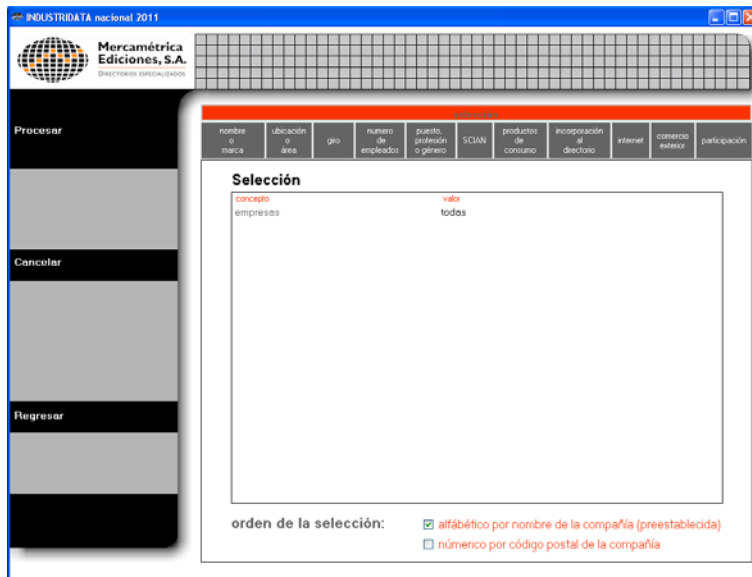 INDUSTRIDATA nacional 2011
Mercamétrica
Ediciones, S.A.
DIRECTORIOS ESPECIALIZADOS
Procesar
nombre o marca
ubicación o área
giro
numero de empleados
puesto, profesión o género
SCIAN
productos de consumo
incorporación al directorio
internet
comercio exterior
participación
Selección
concepto valor
empresas todas
Cancelar
Regresar
orden de la selección:
alfábético por nombre de la compañía (preestablecida)
númerico por código postal de la compañía